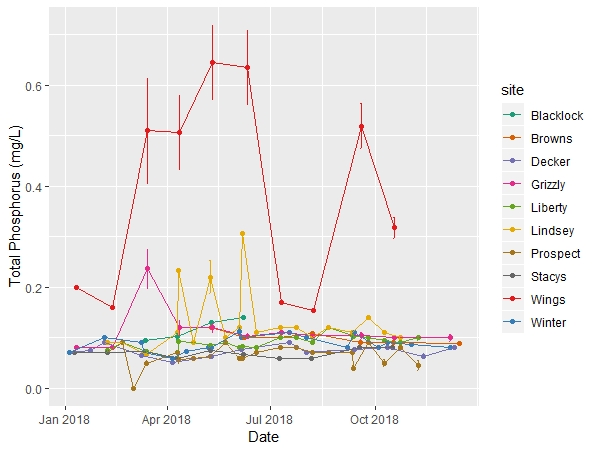 Total Phosphorus (mg/L)
0.6
0.4
0.2
0.0
Jan 2018 Apr 2018 Jul 2018 Oct 2018
Date
site
Blacklock
Browns
Decker
Grizzly
Liberty
Lindsey
Prospect
Stacys
Wings
Winter